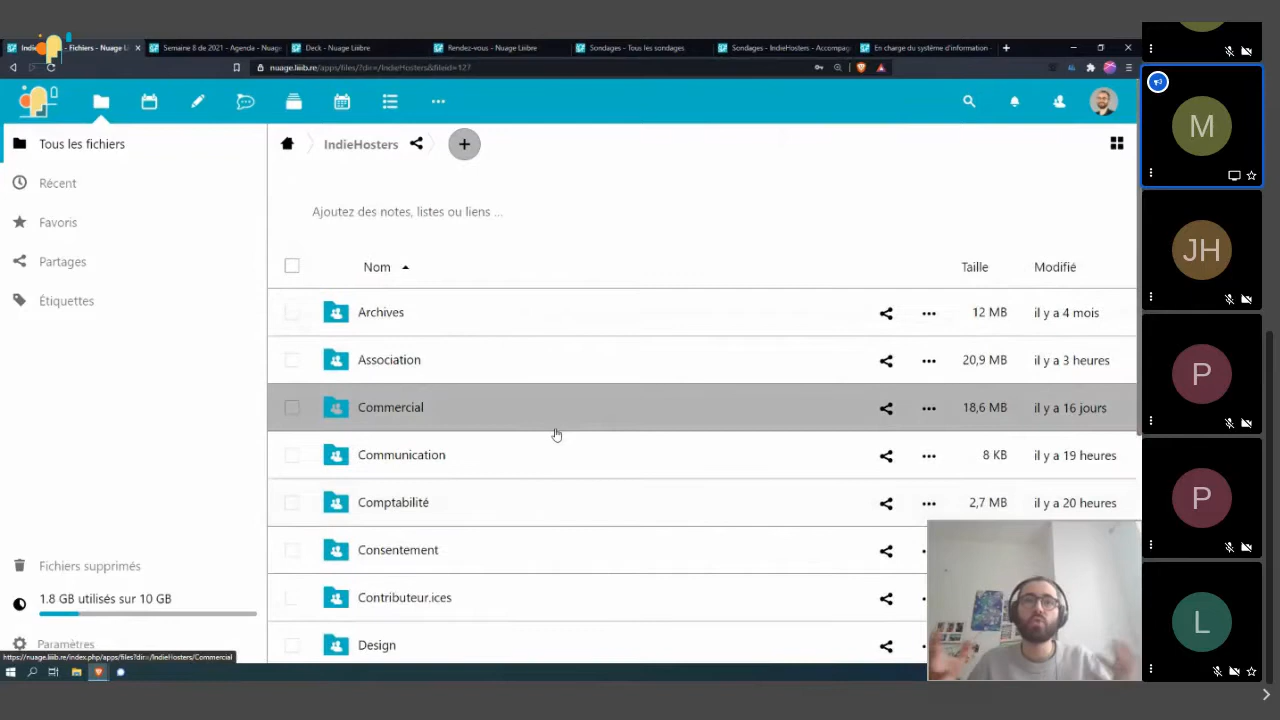 Fichiers - Nuage L
Semaine 8 de 2021 - Agenda - Nuage
Deck - Nuage Liiibre
Rendez-vous - Nuage Liiibre
Sondages - Tous les sondages
Sondages - IndieHosters - Accompag
En charge du système d'information -
nuage.liiib.re/apps/files/?dir=/IndieHosters&fileid=127
Tous les fichiers
Récent
Favoris
Partages
Étiquettes
Fichiers supprimés
1.8 GB utilisés sur 10 GB
Paramètres
IndieHosters
Ajoutez des notes, listes ou liens ...
Nom Taille Modifié
Archives 12 MB il y a 4 mois
Association 20,9 MB il y a 3 heures
Commercial 18,6 MB il y a 16 jours
Communication 8 KB il y a 19 heures
Comptabilité 2,7 MB il y a 20 heures
Consentement
Contributeur.ices
Design
https://nuage.liiib.re/index.php/apps/files?dir=/IndieHosters/Commercial
M
JH
P
P
L